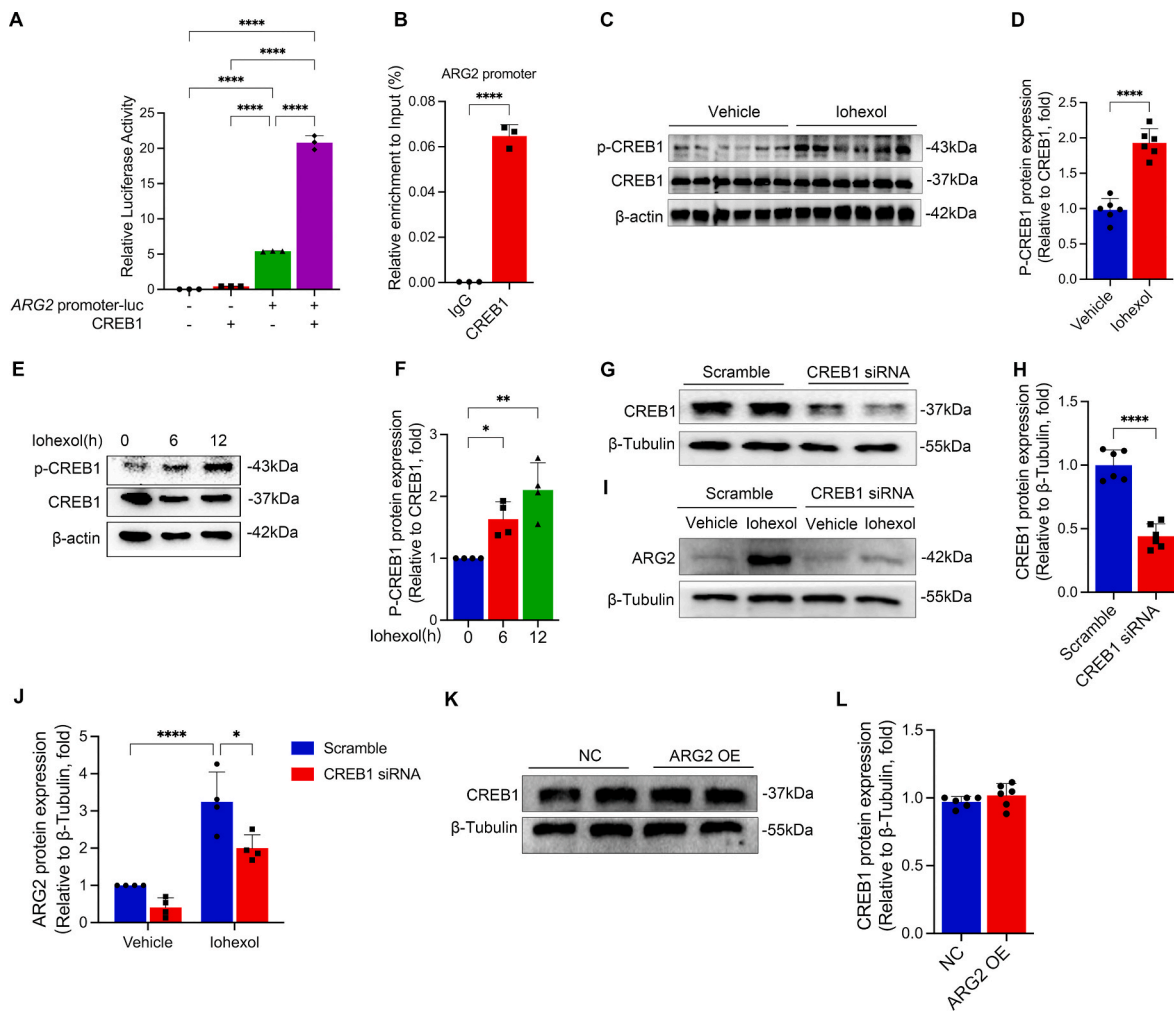 A
****
****
****
****
****
Relative Luciferase Activity
25
20
15
10
5
0
ARG2 promoter-luc - - + +
CREB1 - + - +
B
ARG2 promoter
****
Relative enrichment to Input (%)
0.08
0.06
0.04
0.02
0.00
IgG
CREB1
C
Vehicle Iohexol
p-CREB1 -43kDa
CREB1 -37kDa
β-actin -42kDa
D
****
P-CREB1 protein expression
(Relative to CREB1, fold)
2.5
2.0
1.5
1.0
0.5
0.0
Vehicle
Iohexol
E
Iohexol(h) 0 6 12
p-CREB1 -43kDa
CREB1 -37kDa
β-actin -42kDa
F
**
*
P-CREB1 protein expression
(Relative to CREB1, fold)
3
2
1
0
Iohexol(h) 0 6 12
G
Scramble CREB1 siRNA
CREB1 -37kDa
β-Tubulin -55kDa
H
****
CREB1 protein expression
(Relative to β-Tubulin, fold)
1.5
1.0
0.5
0.0
Scramble
CREB1 siRNA
I
Scramble CREB1 siRNA
Vehicle Iohexol Vehicle Iohexol
ARG2 -42kDa
β-Tubulin -55kDa
J
**** *
ARG2 protein expression
(Relative to β-Tubulin, fold)
5
4
3
2
1
0
Vehicle Iohexol
Scramble
CREB1 siRNA
K
NC ARG2 OE
CREB1 -37kDa
β-Tubulin -55kDa
L
CREB1 protein expression
(Relative to β-Tubulin, fold)
1.5
1.0
0.5
0.0
NC
ARG2 OE